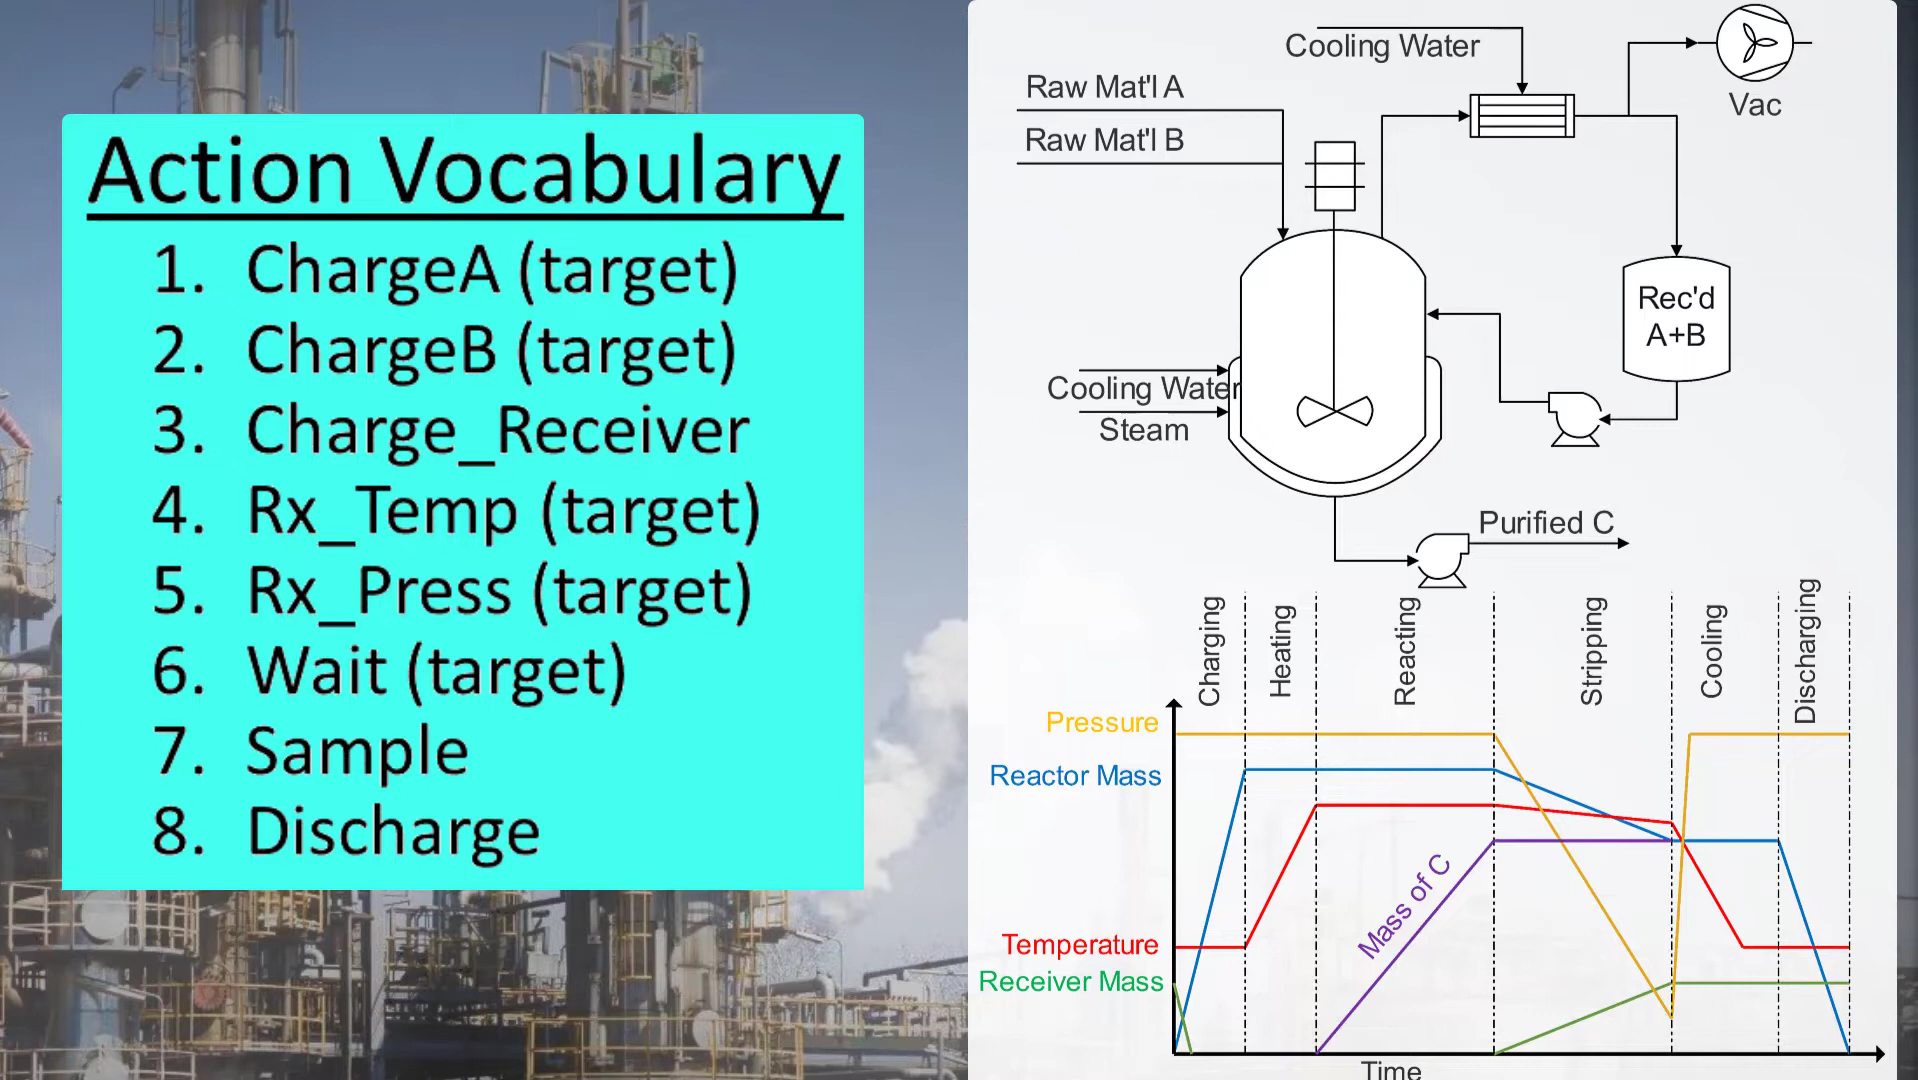 Action Vocabulary
1. ChargeA (target)
2. ChargeB (target)
3. Charge_Receiver
4. Rx_Temp (target)
5. Rx_Press (target)
6. Wait (target)
7. Sample
8. Discharge
Cooling Water
Raw Mat'l A
Raw Mat'l B
Vac
Rec'd
A+B
Cooling Water
Steam
Purified C
Charging
Heating
Reacting
Stripping
Cooling
Discharging
Pressure
Reactor Mass
Mass of C
Temperature
Receiver Mass
Time